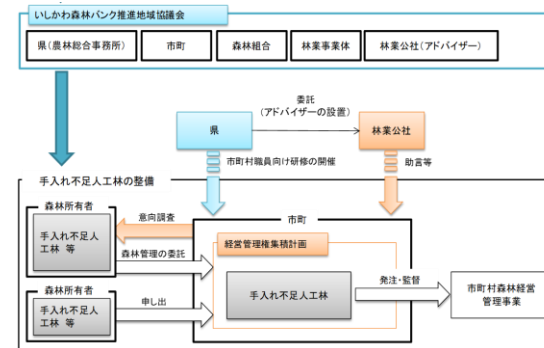 いしかわ森林バンク推進地域協議会
県(農林総合事務所)
市町
森林組合
林業事業体
林業公社(アドバイザー)
委託
(アドバイザーの設置)
県
林業公社
市町村職員向け研修の開催
助言等
手入れ不足人工林の整備
森林所有者
手入れ不足人
工林 等
意向調査
森林管理の委託
市町
経営管理権集積計画
手入れ不足人工林
発注・監督
市町村森林経営
管理事業
森林所有者
手入れ不足人
工林 等
申し出